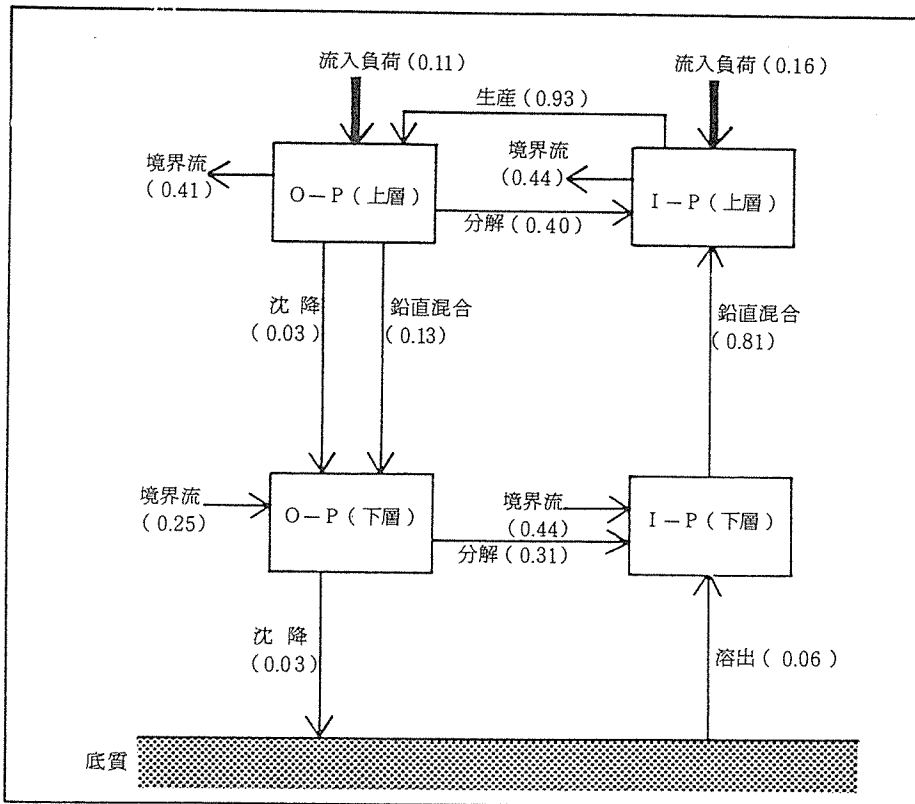 流入負荷(0.11)
流入負荷(0.16)
生産(0.93)
境界流
(0.41)
O-P(上層)
境界流
(0.44)
I-P(上層)
分解(0.40)
沈降
(0.03)
鉛直混合
(0.13)
鉛直混合
(0.81)
境界流
(0.25)
O-P(下層)
境界流
(0.44)
分解(0.31)
I-P(下層)
沈降
(0.03)
溶出(0.06)
底質